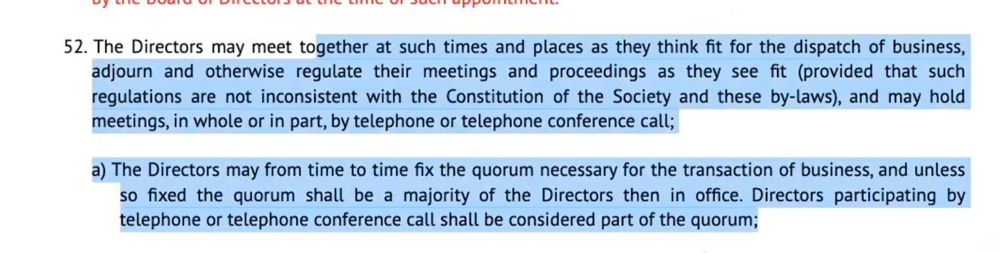 by the Board of Directors at the time of such appointment.
52. The Directors may meet together at such times and places as they think fit for the dispatch of business,
adjourn and otherwise regulate their meetings and proceedings as they see fit (provided that such
regulations are not inconsistent with the Constitution of the Society and these by-laws), and may hold
meetings, in whole or in part, by telephone or telephone conference call;
a) The Directors may from time to time fix the quorum necessary for the transaction of business, and unless
so fixed the quorum shall be a majority of the Directors then in office. Directors participating by
telephone or telephone conference call shall be considered part of the quorum;